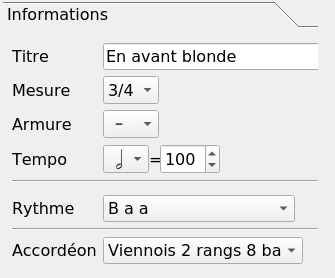 Informations
Titre En avant blonde
Mesure 3/4
Armure –
Tempo =100
Rythme B a a
Accordéon Viennois 2 rangs 8 ba